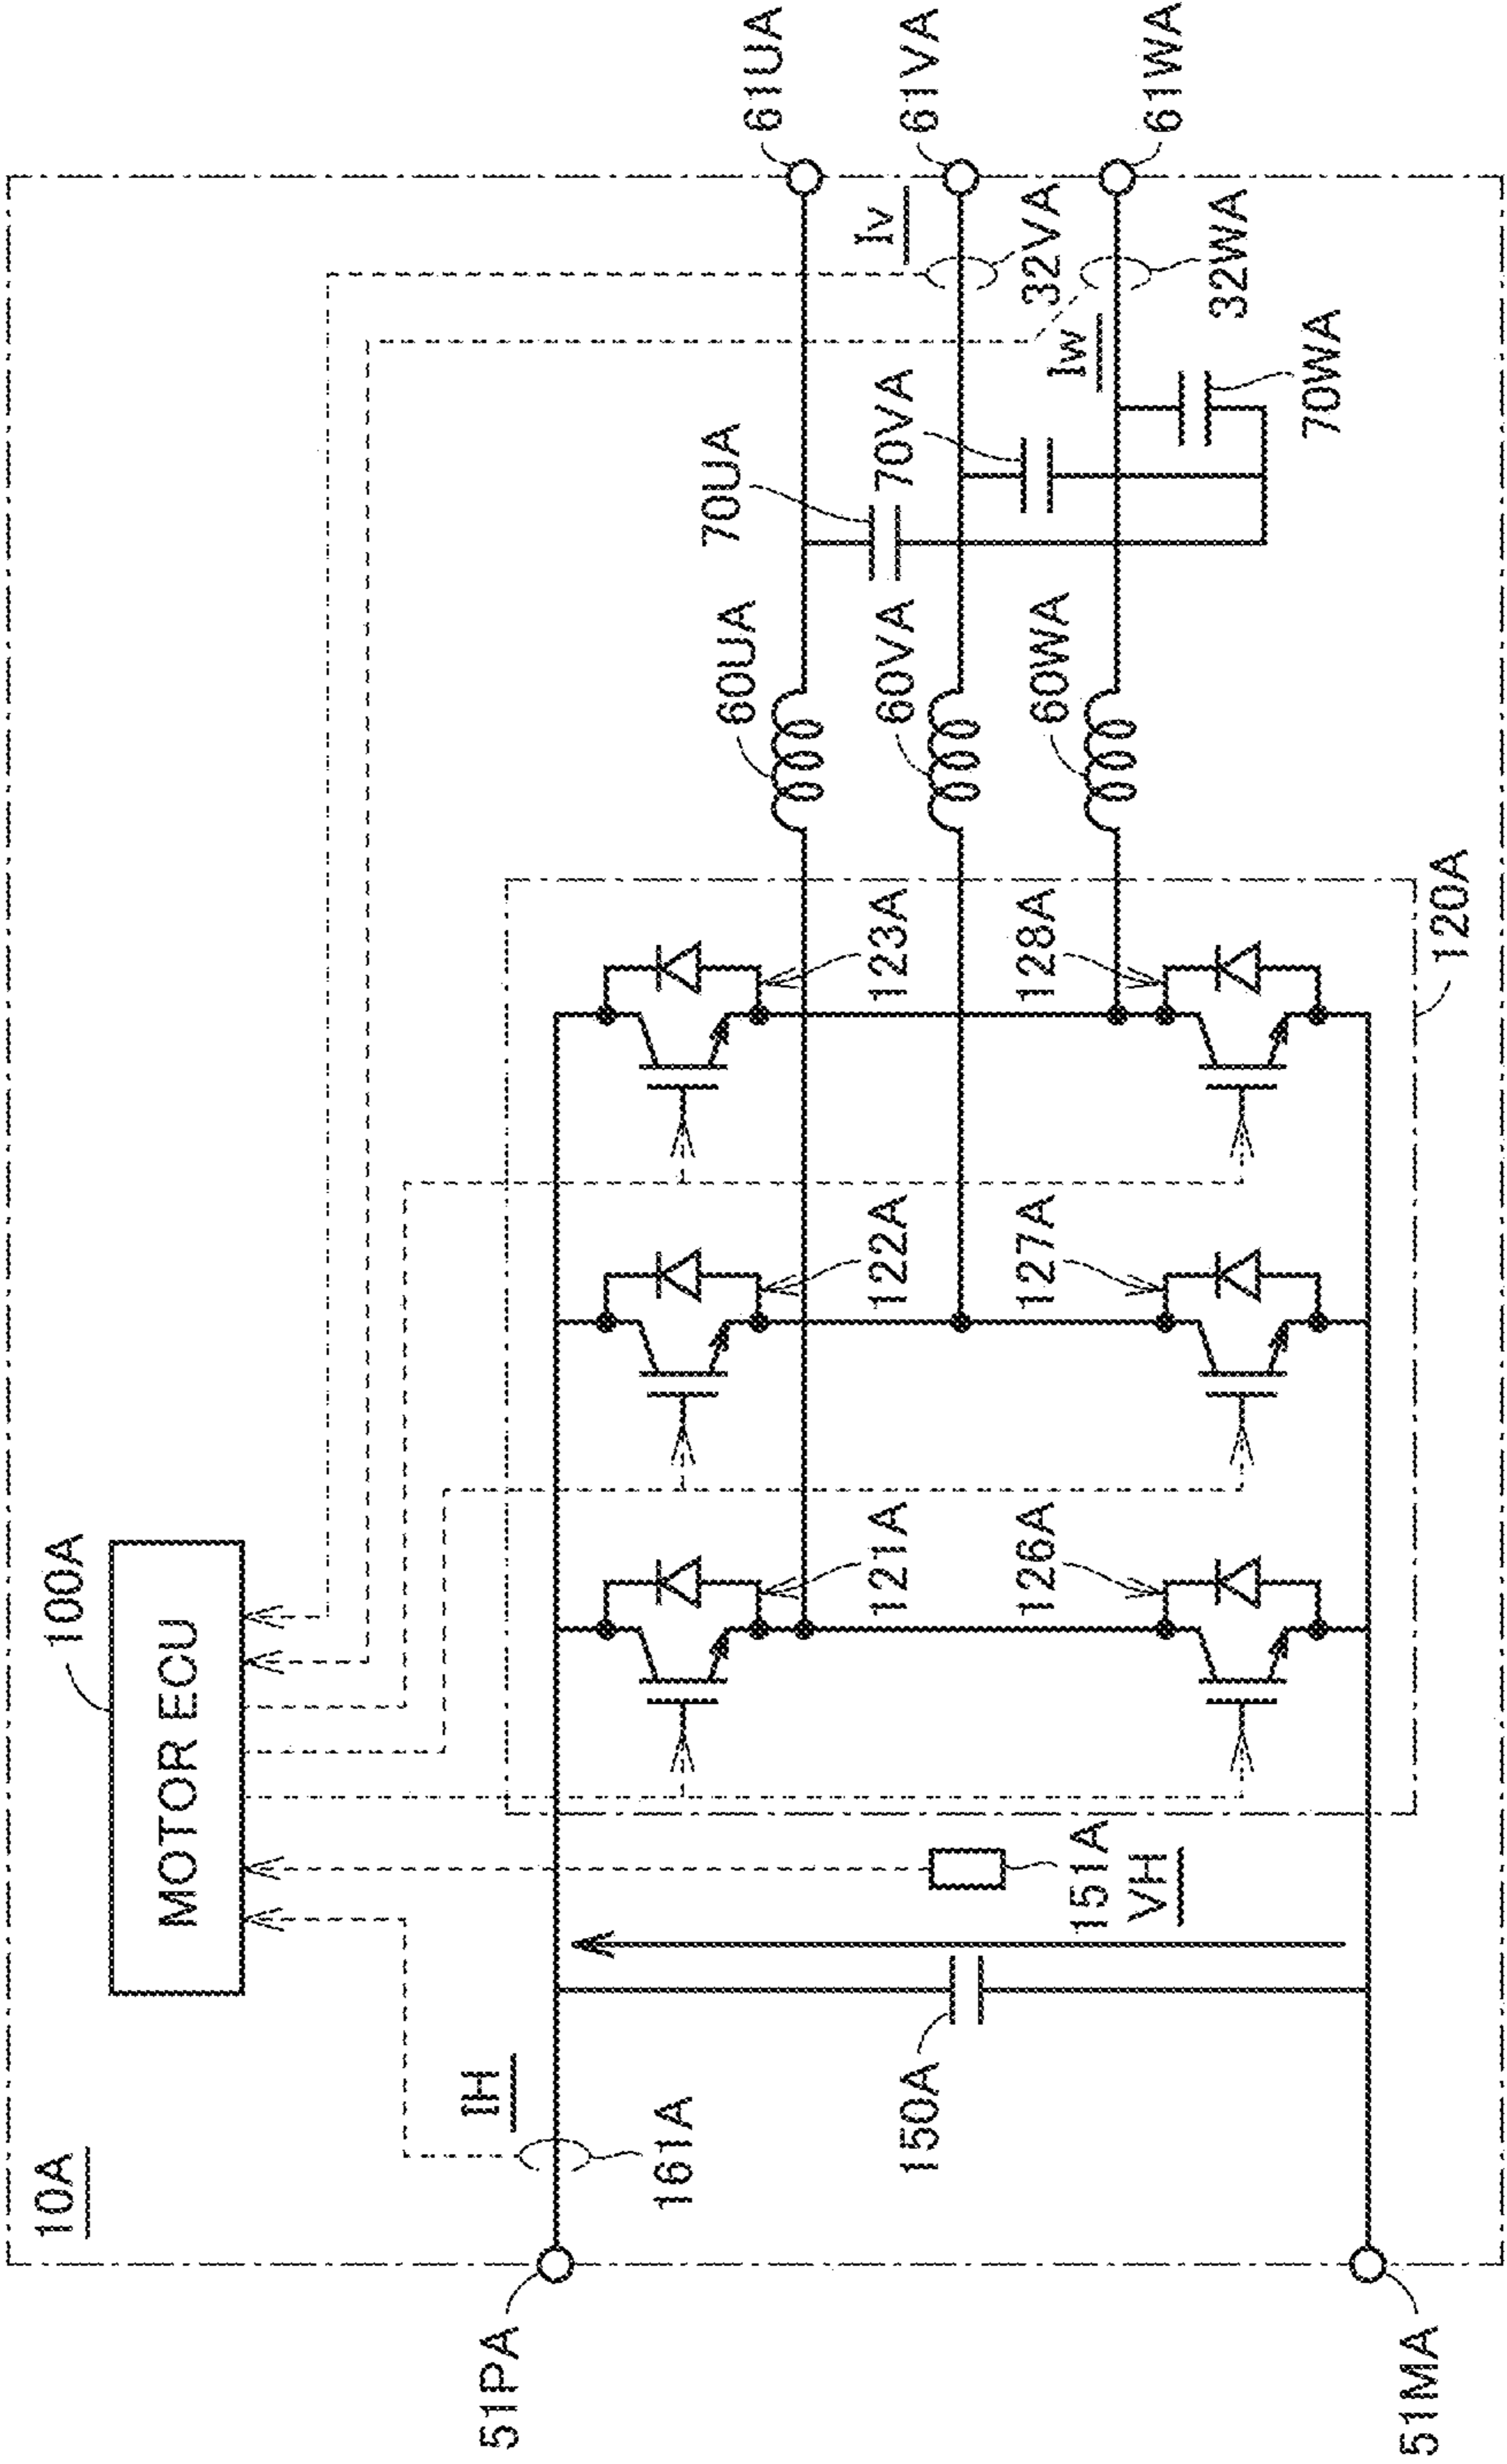 10A
100A
MOTOR ECU
51PA
IH
161A
150A
151A
VH
51MA
121A
122A
123A
126A
127A
128A
120A
60UA
60VA
60WA
70UA
70VA
70WA
Iv
Iw
32VA
32WA
61UA
61VA
61WA